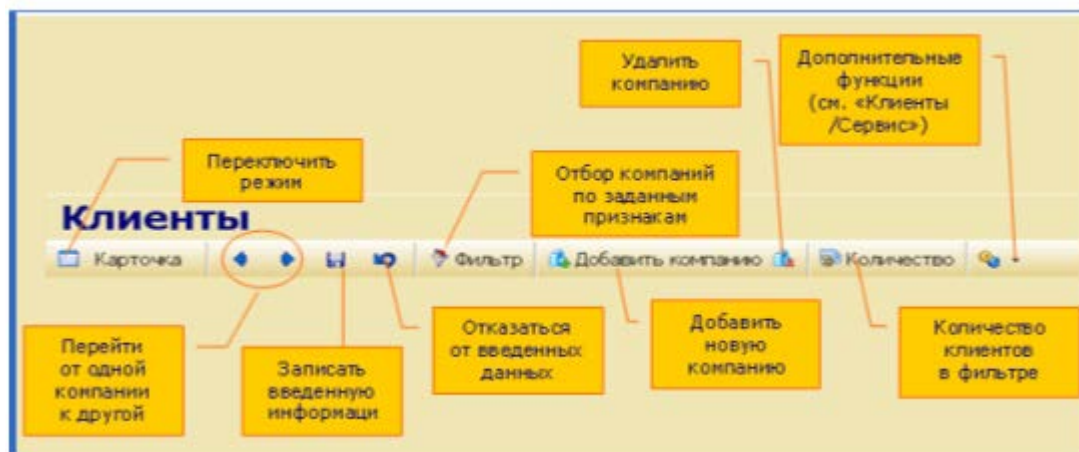 Удалить
компанию
Дополнительные
функции
(см. «Клиенты
/Сервис»)
Переключить
режим
Отбор компаний
по заданным
признакам
Клиенты
Карточка Фильтр Добавить компанию Количество
Перейти
от одной
компании
к другой
Записать
введенную
информаци
Отказаться
от введенных
данных
Добавить
новую
компанию
Количество
клиентов
в фильтре